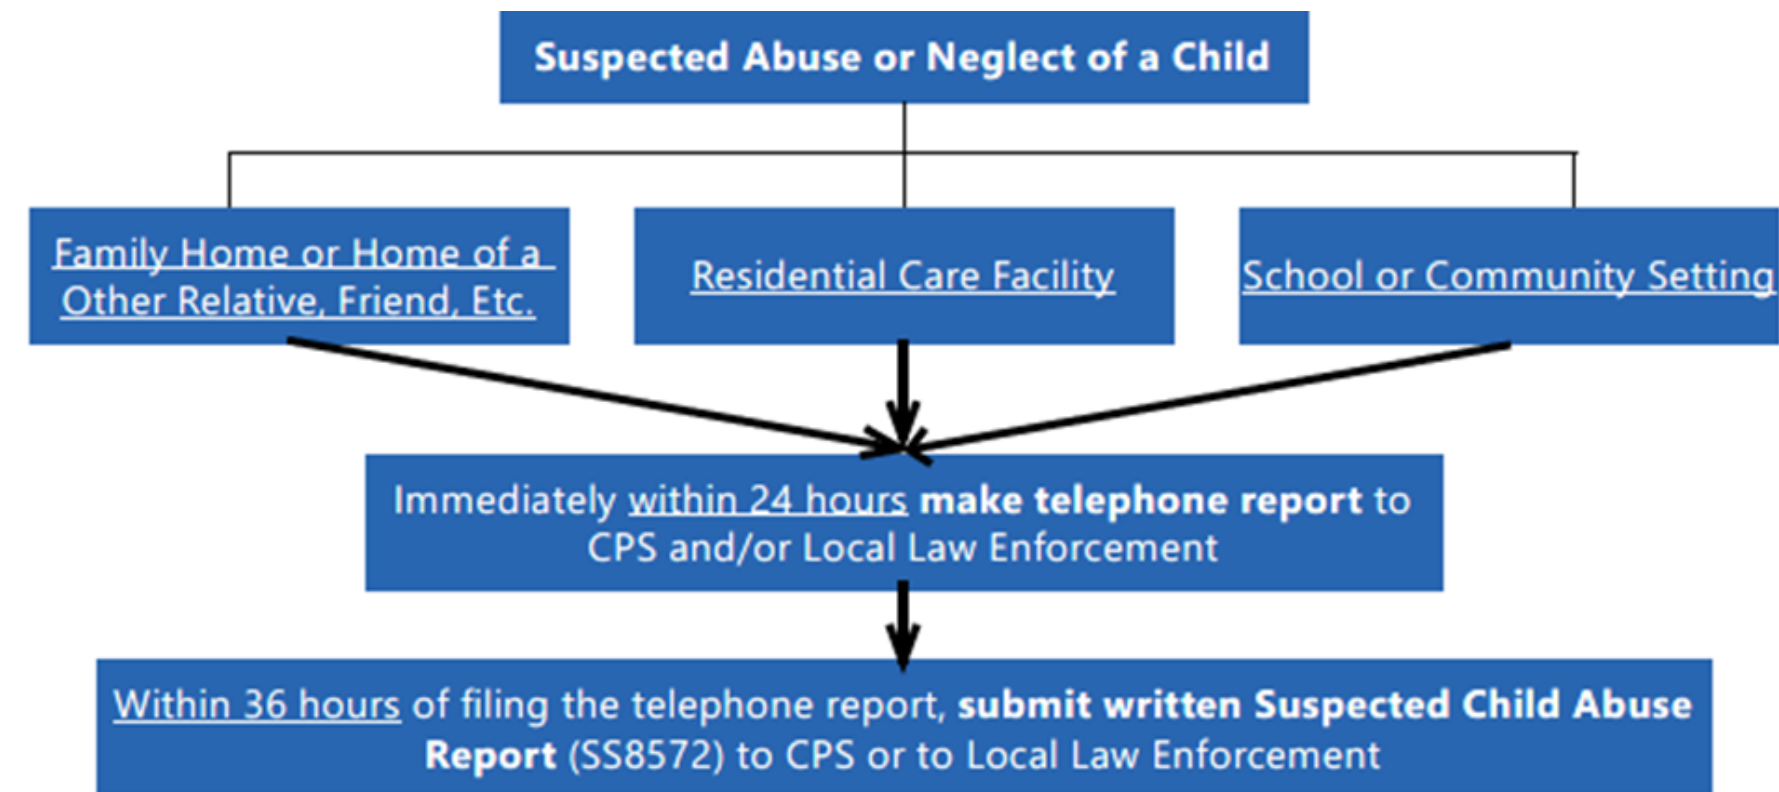 Suspected Abuse or Neglect of a Child
Family Home or Home of a
Other Relative, Friend, Etc.
Residential Care Facility
School or Community Setting
Immediately within 24 hours make telephone report to
CPS and/or Local Law Enforcement
Within 36 hours of filing the telephone report, submit written Suspected Child Abuse
Report (SS8572) to CPS or to Local Law Enforcement